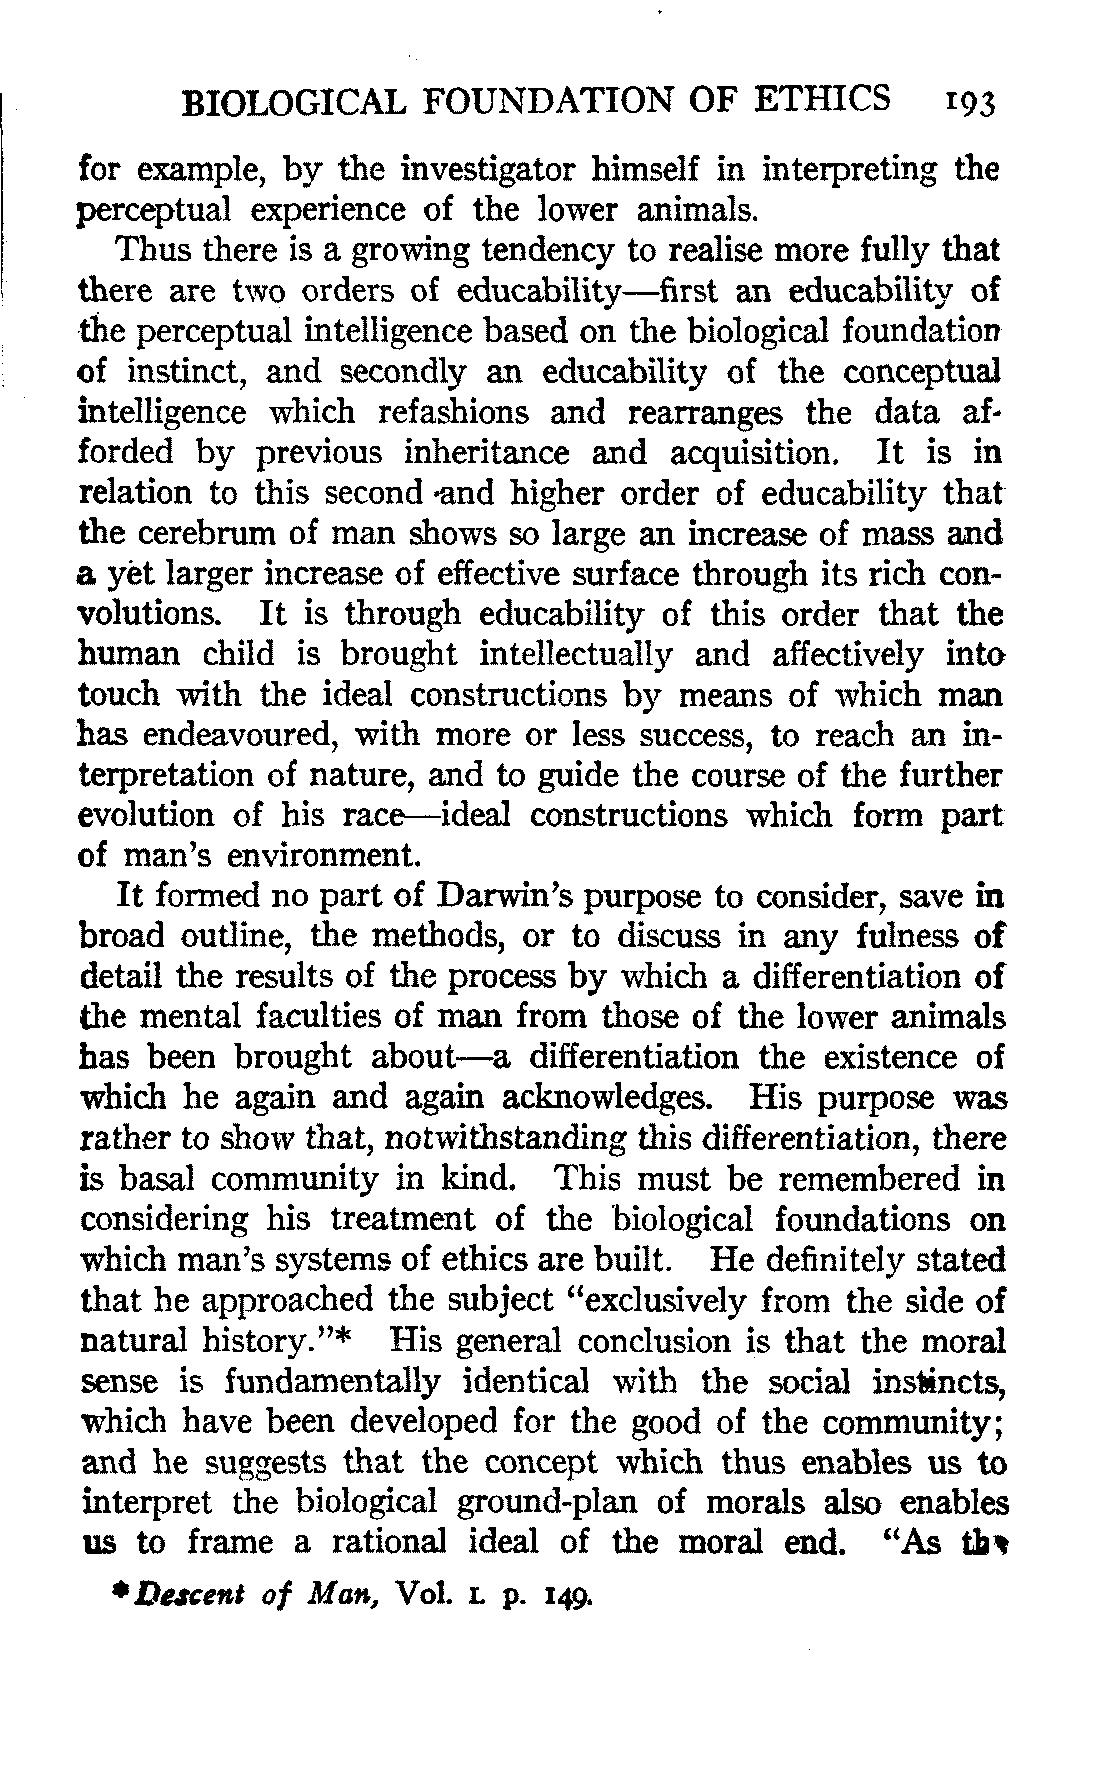 BIOLOGICAL FOUNDATION OF ETHICS 193
for example, by the investigator himself in interpreting the
perceptual experience of the lower animals.
Thus there is a growing tendency to realise more fully that
there are two orders of educability—first an educability of
the perceptual intelligence based on the biological foundation
of instinct, and secondly an educability of the conceptual
intelligence which refashions and rearranges the data af-
forded by previous inheritance and acquisition. It is in
relation to this second and higher order of educability that
the cerebrum of man shows so large an increase of mass and
a yet larger increase of effective surface through its rich con-
volutions. It is through educability of this order that the
human child is brought intellectually and affectively into
touch with the ideal constructions by means of which man
has endeavoured, with more or less success, to reach an in-
terpretation of nature, and to guide the course of the further
evolution of his race—ideal constructions which form part
of man's environment.
It formed no part of Darwin's purpose to consider, save in
broad outline, the methods, or to discuss in any fulness of
detail the results of the process by which a differentiation of
the mental faculties of man from those of the lower animals
has been brought about—a differentiation the existence of
which he again and again acknowledges. His purpose was
rather to show that, notwithstanding this differentiation, there
is basal community in kind. This must be remembered in
considering his treatment of the biological foundations on
which man's systems of ethics are built. He definitely stated
that he approached the subject "exclusively from the side of
natural history."* His general conclusion is that the moral
sense is fundamentally identical with the social instincts,
which have been developed for the good of the community;
and he suggests that the concept which thus enables us to
interpret the biological ground-plan of morals also enables
us to frame a rational ideal of the moral end. "As the
*Descent of Man, Vol. I. p. 149.